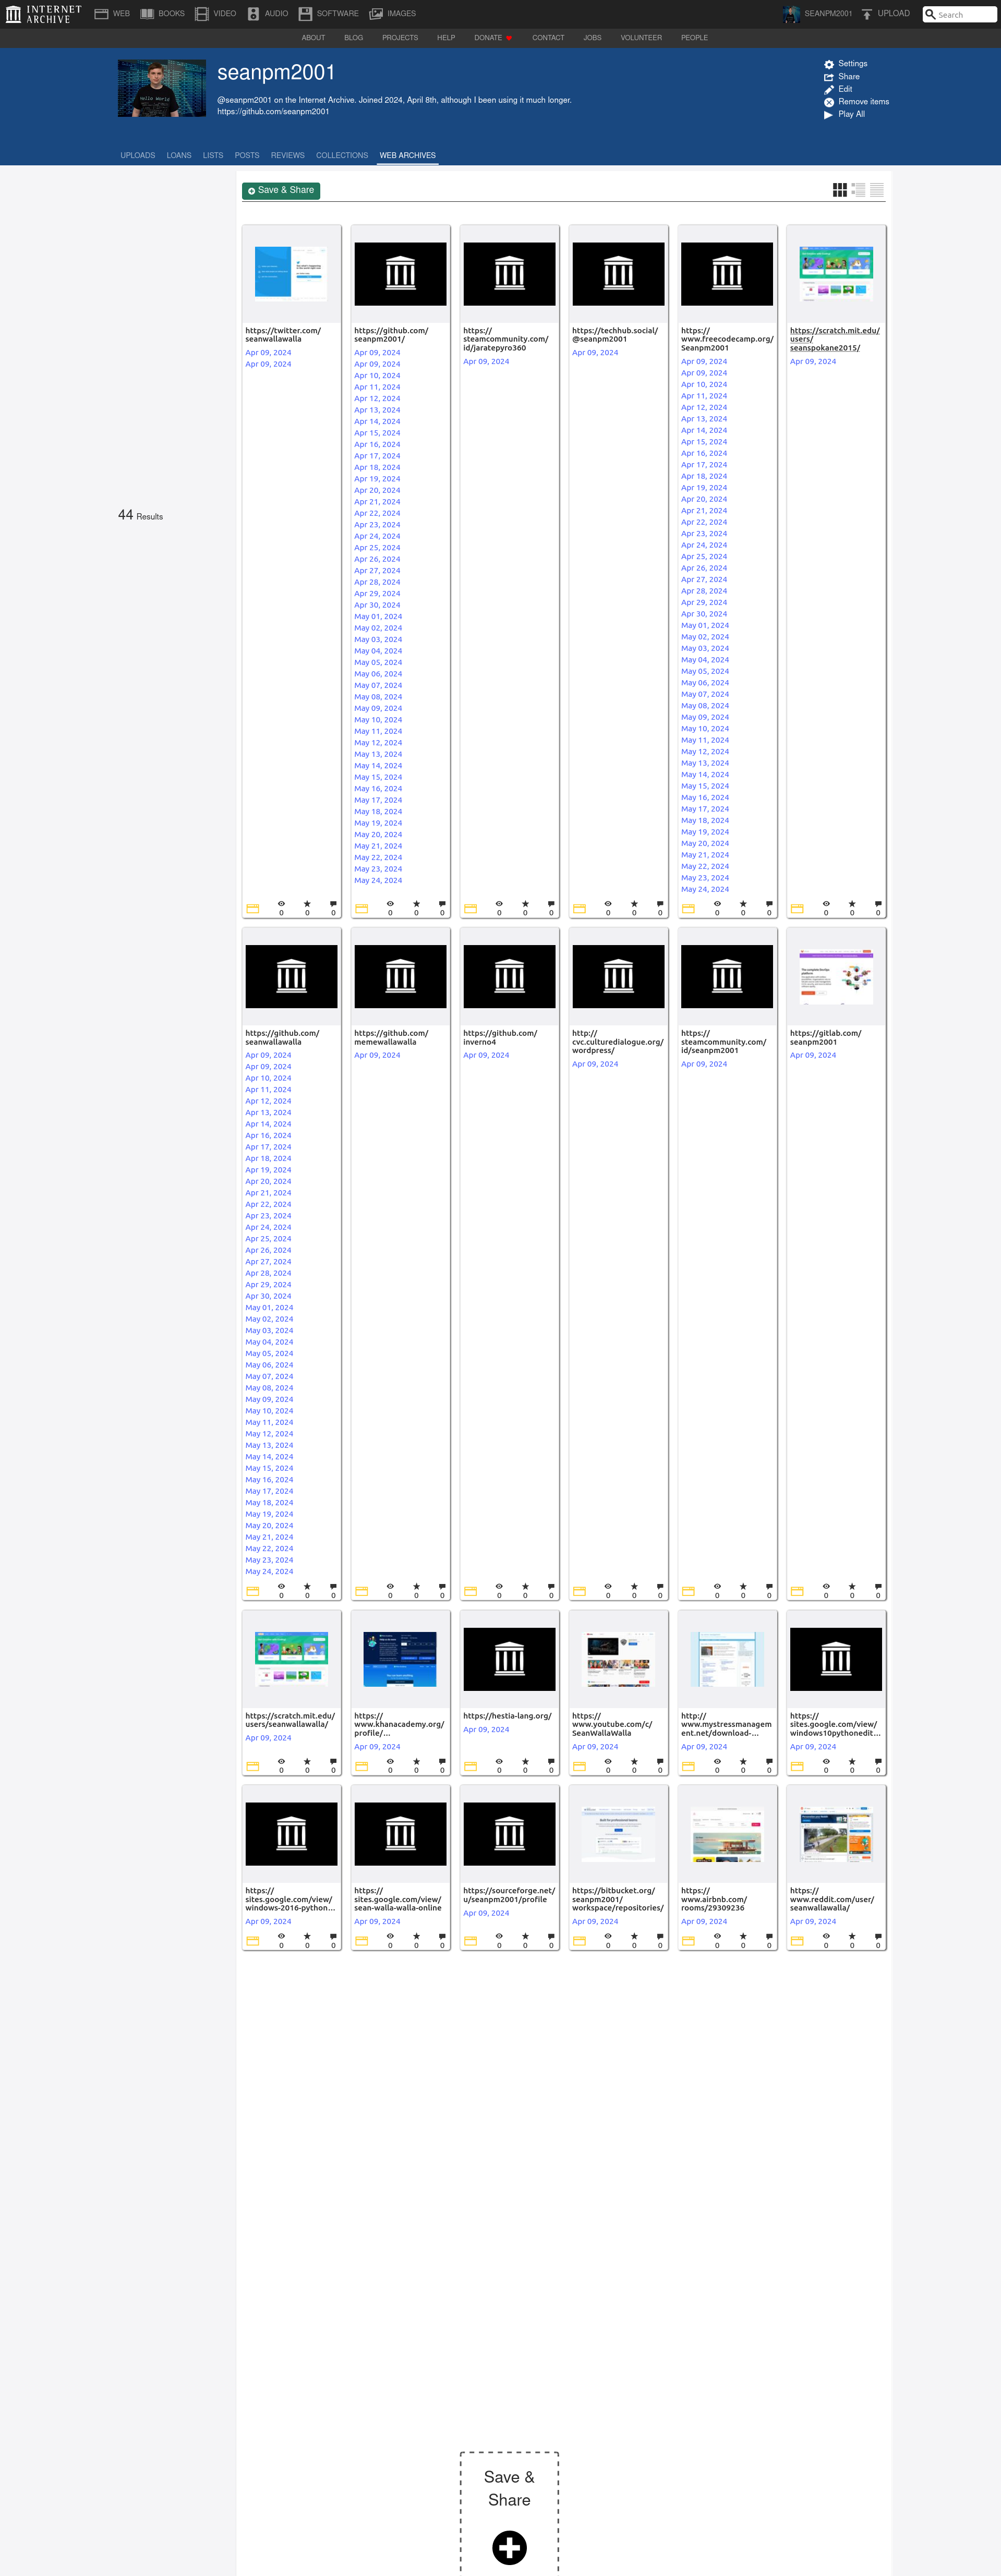 INTERNET ARCHIVE
WEB BOOKS VIDEO AUDIO SOFTWARE IMAGES SEANPM2001 UPLOAD Search
ABOUT BLOG PROJECTS HELP DONATE CONTACT JOBS VOLUNTEER PEOPLE
seanpm2001
@seanpm2001 on the Internet Archive. Joined 2024, April 8th, although I been using it much longer.
https://github.com/seanpm2001
Hello World
Settings
Share
Edit
Remove items
Play All
UPLOADS LOANS LISTS POSTS REVIEWS COLLECTIONS WEB ARCHIVES
Save & Share
44 Results
https://twitter.com/
seanwallawalla
Apr 09, 2024
Apr 09, 2024
0 0 0
https://github.com/
seanpm2001/
Apr 09, 2024
Apr 09, 2024
Apr 10, 2024
Apr 11, 2024
Apr 12, 2024
Apr 13, 2024
Apr 14, 2024
Apr 15, 2024
Apr 16, 2024
Apr 17, 2024
Apr 18, 2024
Apr 19, 2024
Apr 20, 2024
Apr 21, 2024
Apr 22, 2024
Apr 23, 2024
Apr 24, 2024
Apr 25, 2024
Apr 26, 2024
Apr 27, 2024
Apr 28, 2024
Apr 29, 2024
Apr 30, 2024
May 01, 2024
May 02, 2024
May 03, 2024
May 04, 2024
May 05, 2024
May 06, 2024
May 07, 2024
May 08, 2024
May 09, 2024
May 10, 2024
May 11, 2024
May 12, 2024
May 13, 2024
May 14, 2024
May 15, 2024
May 16, 2024
May 17, 2024
May 18, 2024
May 19, 2024
May 20, 2024
May 21, 2024
May 22, 2024
May 23, 2024
May 24, 2024
0 0 0
https://
steamcommunity.com/
id/jaratepyro360
Apr 09, 2024
0 0 0
https://techhub.social/
@seanpm2001
Apr 09, 2024
0 0 0
https://
www.freecodecamp.org/
Seanpm2001
Apr 09, 2024
Apr 09, 2024
Apr 10, 2024
Apr 11, 2024
Apr 12, 2024
Apr 13, 2024
Apr 14, 2024
Apr 15, 2024
Apr 16, 2024
Apr 17, 2024
Apr 18, 2024
Apr 19, 2024
Apr 20, 2024
Apr 21, 2024
Apr 22, 2024
Apr 23, 2024
Apr 24, 2024
Apr 25, 2024
Apr 26, 2024
Apr 27, 2024
Apr 28, 2024
Apr 29, 2024
Apr 30, 2024
May 01, 2024
May 02, 2024
May 03, 2024
May 04, 2024
May 05, 2024
May 06, 2024
May 07, 2024
May 08, 2024
May 09, 2024
May 10, 2024
May 11, 2024
May 12, 2024
May 13, 2024
May 14, 2024
May 15, 2024
May 16, 2024
May 17, 2024
May 18, 2024
May 19, 2024
May 20, 2024
May 21, 2024
May 22, 2024
May 23, 2024
May 24, 2024
0 0 0
https://scratch.mit.edu/
users/
seanspokane2015/
Apr 09, 2024
0 0 0
https://github.com/
seanwallawalla
Apr 09, 2024
Apr 09, 2024
Apr 10, 2024
Apr 11, 2024
Apr 12, 2024
Apr 13, 2024
Apr 14, 2024
Apr 16, 2024
Apr 17, 2024
Apr 18, 2024
Apr 19, 2024
Apr 20, 2024
Apr 21, 2024
Apr 22, 2024
Apr 23, 2024
Apr 24, 2024
Apr 25, 2024
Apr 26, 2024
Apr 27, 2024
Apr 28, 2024
Apr 29, 2024
Apr 30, 2024
May 01, 2024
May 02, 2024
May 03, 2024
May 04, 2024
May 05, 2024
May 06, 2024
May 07, 2024
May 08, 2024
May 09, 2024
May 10, 2024
May 11, 2024
May 12, 2024
May 13, 2024
May 14, 2024
May 15, 2024
May 16, 2024
May 17, 2024
May 18, 2024
May 19, 2024
May 20, 2024
May 21, 2024
May 22, 2024
May 23, 2024
May 24, 2024
0 0 0
https://github.com/
memewallawalla
Apr 09, 2024
0 0 0
https://github.com/
inverno4
Apr 09, 2024
0 0 0
http://
cvc.culturedialogue.org/
wordpress/
Apr 09, 2024
0 0 0
https://
steamcommunity.com/
id/seanpm2001
Apr 09, 2024
0 0 0
https://gitlab.com/
seanpm2001
Apr 09, 2024
0 0 0
https://scratch.mit.edu/
users/seanwallawalla/
Apr 09, 2024
0 0 0
https://
www.khanacademy.org/
profile/...
Apr 09, 2024
0 0 0
https://hestia-lang.org/
Apr 09, 2024
0 0 0
https://
www.youtube.com/c/
SeanWallaWalla
Apr 09, 2024
0 0 0
http://
www.mystressmanagem
ent.net/download-...
Apr 09, 2024
0 0 0
https://
sites.google.com/view/
windows10pythonedit...
Apr 09, 2024
0 0 0
https://
sites.google.com/view/
windows-2016-python...
Apr 09, 2024
0 0 0
https://
sites.google.com/view/
sean-walla-walla-online
Apr 09, 2024
0 0 0
https://sourceforge.net/
u/seanpm2001/profile
Apr 09, 2024
0 0 0
https://bitbucket.org/
seanpm2001/
workspace/repositories/
Apr 09, 2024
0 0 0
https://
www.airbnb.com/
rooms/29309236
Apr 09, 2024
0 0 0
https://
www.reddit.com/user/
seanwallawalla/
Apr 09, 2024
0 0 0
Save &
Share